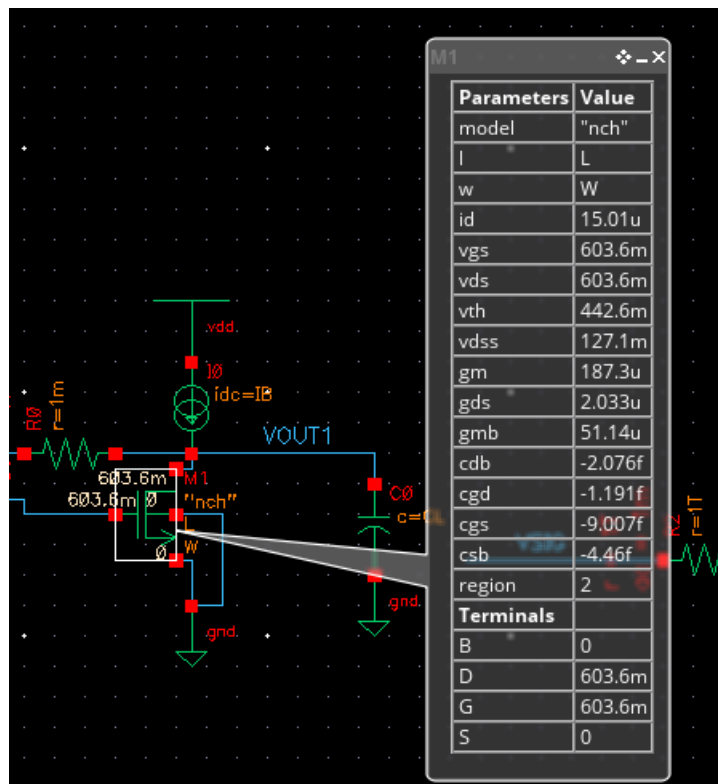 M1
Parameters Value
model "nch"
l L
w W
id 15.01u
vgs 603.6m
vds 603.6m
vth 442.6m
vdss 127.1m
gm 187.3u
gds 2.033u
gmb 51.14u
cdb -2.076f
cgd -1.191f
cgs -9.007f
csb -4.46f
region 2
Terminals
B 0
D 603.6m
G 603.6m
S 0
vdd
I0
idc=IB
R0
r=1m
VOUT1
603.6m
M1
603.6m 0
"nch"
L
W
0
gnd
C0
c=CL
gnd
VSIG
R2
r=1T